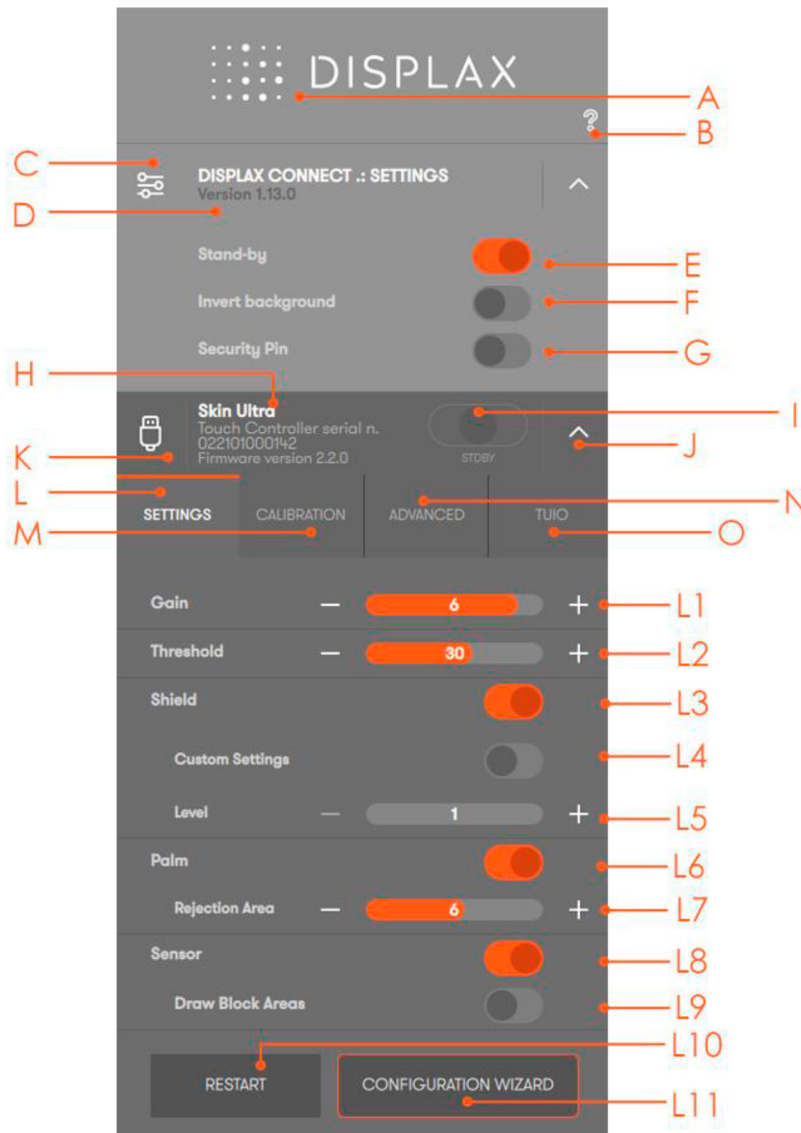 DISPLAX
A
B
C
DISPLAX CONNECT .: SETTINGS
Version 1.13.0
D
Stand-by
E
Invert background
F
Security Pin
G
H
Skin Ultra
I
Touch Controller serial n.
022101000142
J
K
Firmware version 2.2.0
STDBY
L
N
SETTINGS CALIBRATION ADVANCED TUIO
M
O
Gain — 6 + L1
Threshold — 30 + L2
Shield L3
Custom Settings L4
Level — 1 + L5
Palm L6
Rejection Area — 6 + L7
Sensor L8
Draw Block Areas L9
L10
RESTART CONFIGURATION WIZARD
L11